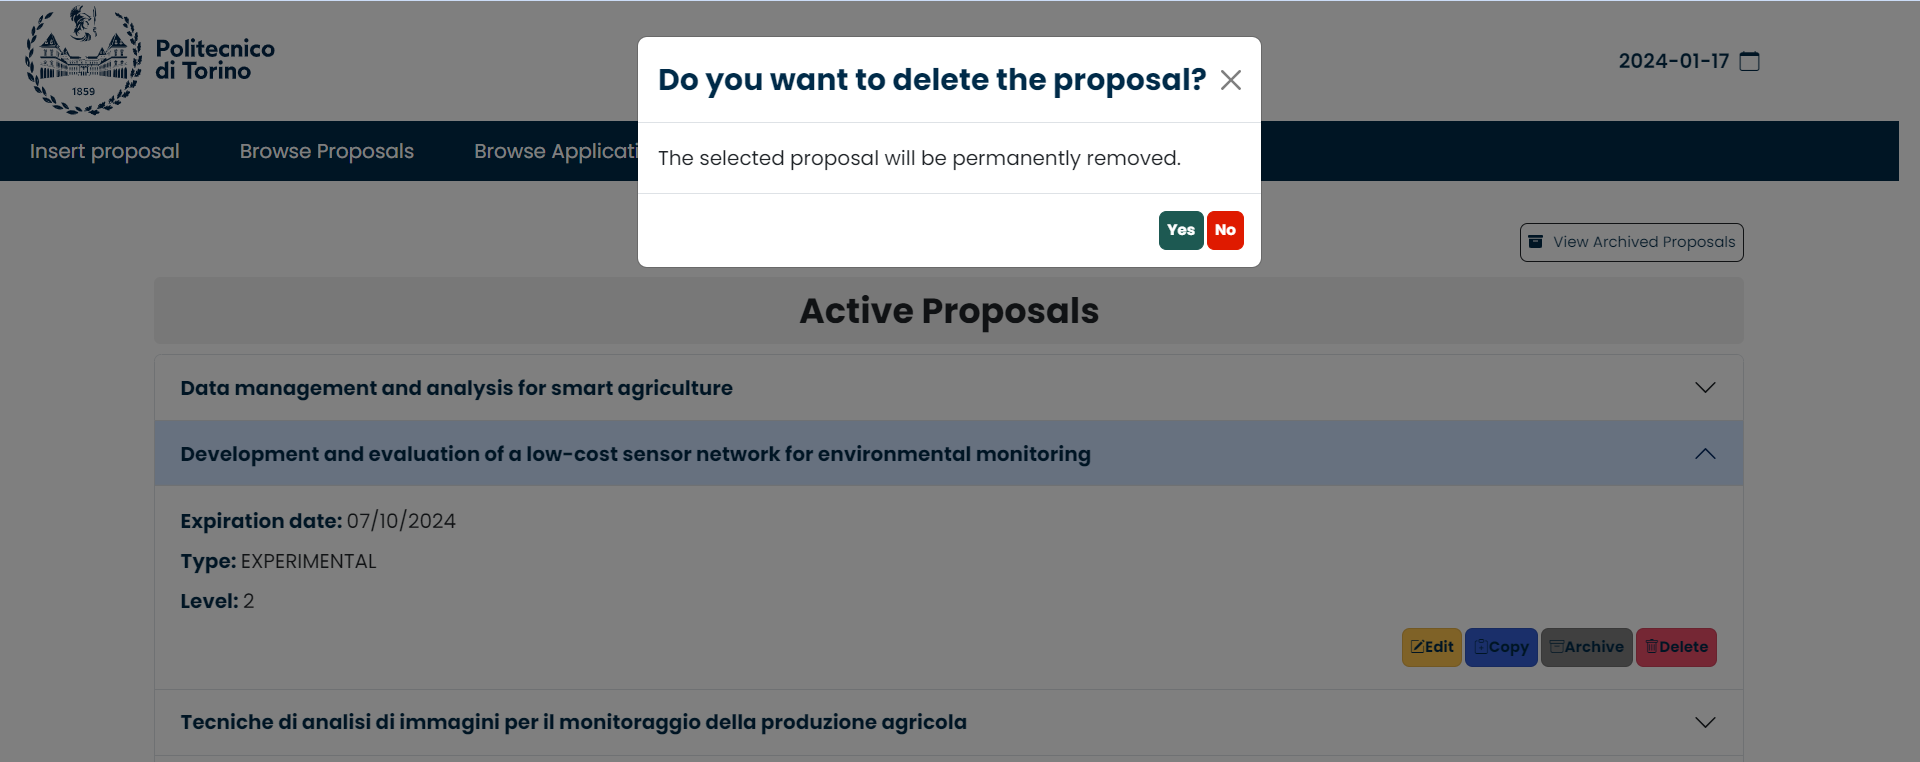 Politecnico
di Torino
1859
Do you want to delete the proposal?
2024-01-17
Insert proposal
Browse Proposals
Browse Applicati
The selected proposal will be permanently removed.
Yes
No
View Archived Proposals
Active Proposals
Data management and analysis for smart agriculture
Development and evaluation of a low-cost sensor network for environmental monitoring
Expiration date: 07/10/2024
Type: EXPERIMENTAL
Level: 2
Edit
Copy
Archive
Delete
Tecniche di analisi di immagini per il monitoraggio della produzione agricola